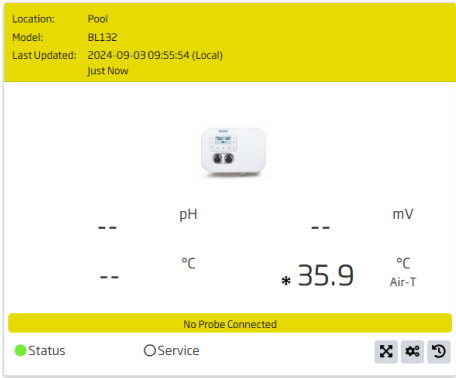 Location: Pool
Model: BL132
Last Updated: 2024-09-03 09:55:54 (Local)
Just Now
-- pH -- mV
-- °C * 35.9 °C
Air-T
No Probe Connected
Status Service